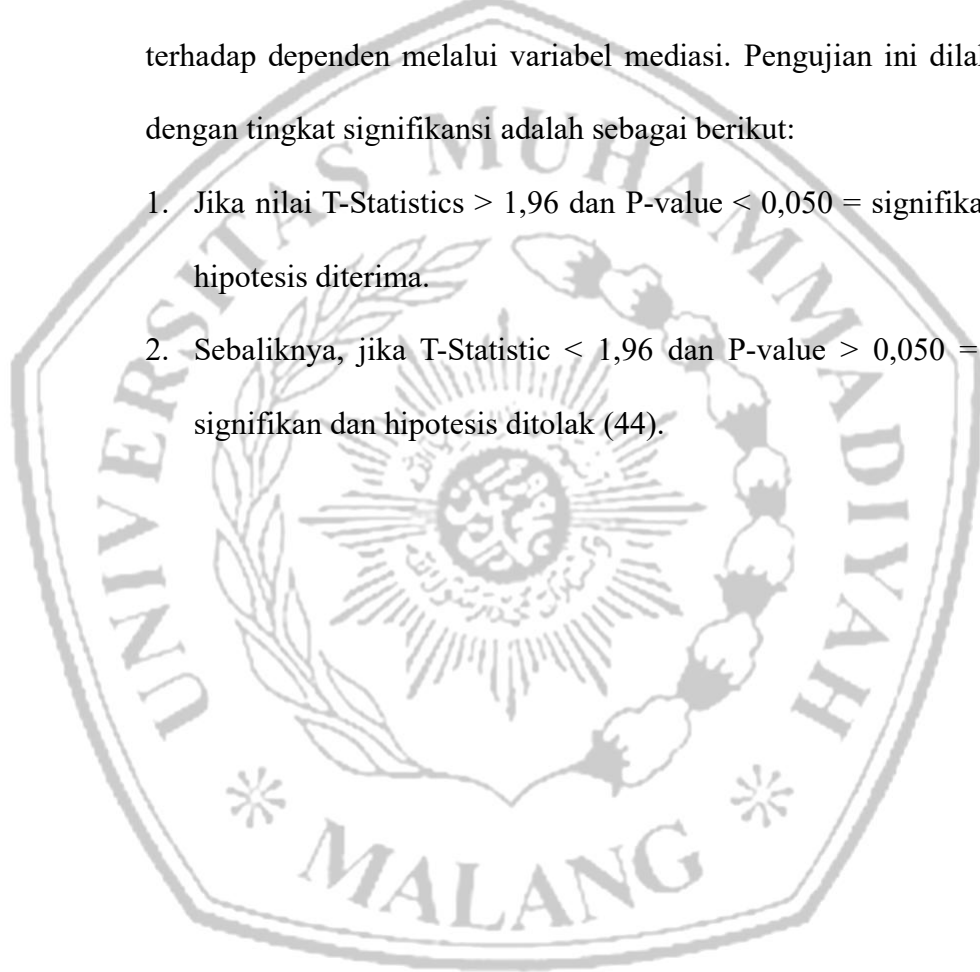 terhadap dependen melalui variabel mediasi. Pengujian ini
dengan tingkat signifikansi adalah sebagai berikut:
1. Jika nilai T-Statistics > 1,96 dan P-value < 0,050 =
hipotesis diterima.
2. Sebaliknya, jika T-Statistic < 1,96 dan P-value > 0,050 =
signifikan dan hipotesis ditolak (44).
UNIVERSITAS MUHAMMADIYAH
MALANG